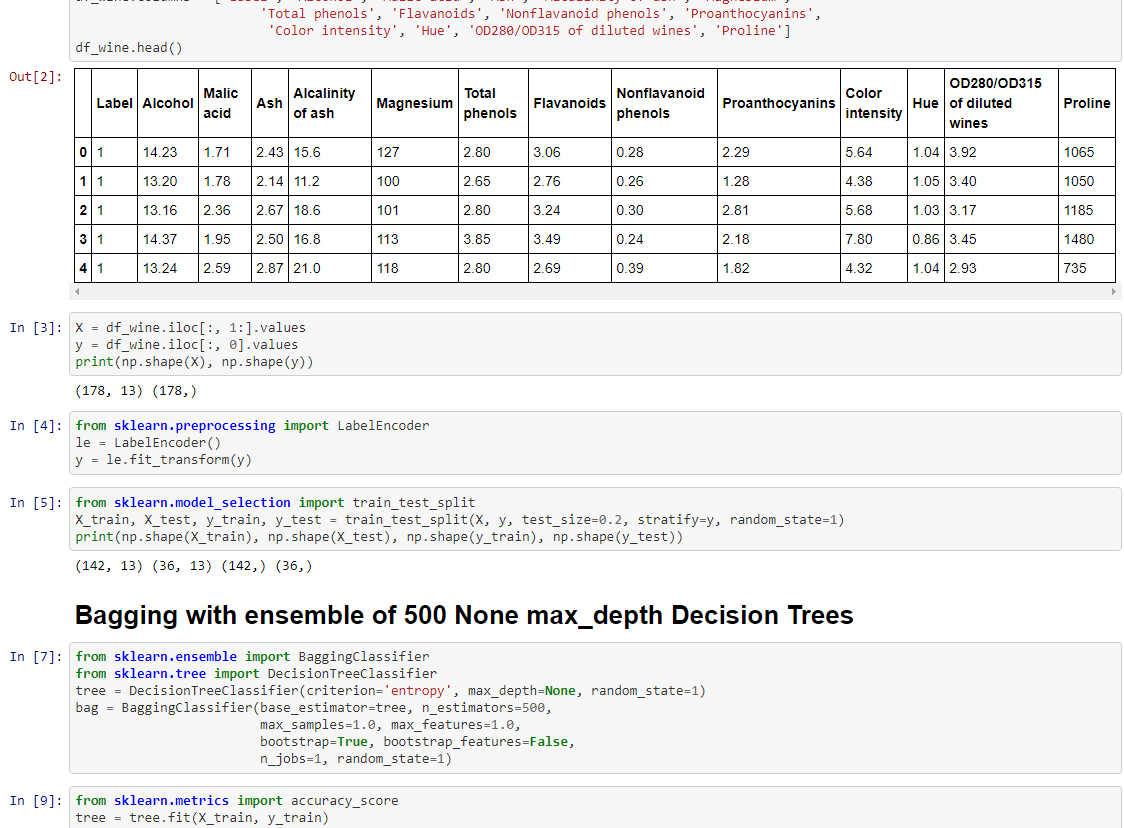 'Total phenols', 'Flavanoids', 'Nonflavanoid phenols', 'Proanthocyanins',
'Color intensity', 'Hue', 'OD280/OD315 of diluted wines', 'Proline']
df_wine.head()
Out[2]:
Label Alcohol Malic acid Ash Alcalinity of ash Magnesium Total phenols Flavanoids Nonflavanoid phenols Proanthocyanins Color intensity Hue OD280/OD315 of diluted wines Proline
0 1 14.23 1.71 2.43 15.6 127 2.80 3.06 0.28 2.29 5.64 1.04 3.92 1065
1 1 13.20 1.78 2.14 11.2 100 2.65 2.76 0.26 1.28 4.38 1.05 3.40 1050
2 1 13.16 2.36 2.67 18.6 101 2.80 3.24 0.30 2.81 5.68 1.03 3.17 1185
3 1 14.37 1.95 2.50 16.8 113 3.85 3.49 0.24 2.18 7.80 0.86 3.45 1480
4 1 13.24 2.59 2.87 21.0 118 2.80 2.69 0.39 1.82 4.32 1.04 2.93 735
In [3]: X = df_wine.iloc[:, 1:].values
y = df_wine.iloc[:, 0].values
print(np.shape(X), np.shape(y))
(178, 13) (178,)
In [4]: from sklearn.preprocessing import LabelEncoder
le = LabelEncoder()
y = le.fit_transform(y)
In [5]: from sklearn.model_selection import train_test_split
X_train, X_test, y_train, y_test = train_test_split(X, y, test_size=0.2, stratify=y, random_state=1)
print(np.shape(X_train), np.shape(X_test), np.shape(y_train), np.shape(y_test))
(142, 13) (36, 13) (142,) (36,)
Bagging with ensemble of 500 None max_depth Decision Trees
In [7]: from sklearn.ensemble import BaggingClassifier
from sklearn.tree import DecisionTreeClassifier
tree = DecisionTreeClassifier(criterion='entropy', max_depth=None, random_state=1)
bag = BaggingClassifier(base_estimator=tree, n_estimators=500,
max_samples=1.0, max_features=1.0,
bootstrap=True, bootstrap_features=False,
n_jobs=1, random_state=1)
In [9]: from sklearn.metrics import accuracy_score
tree = tree.fit(X_train, y_train)